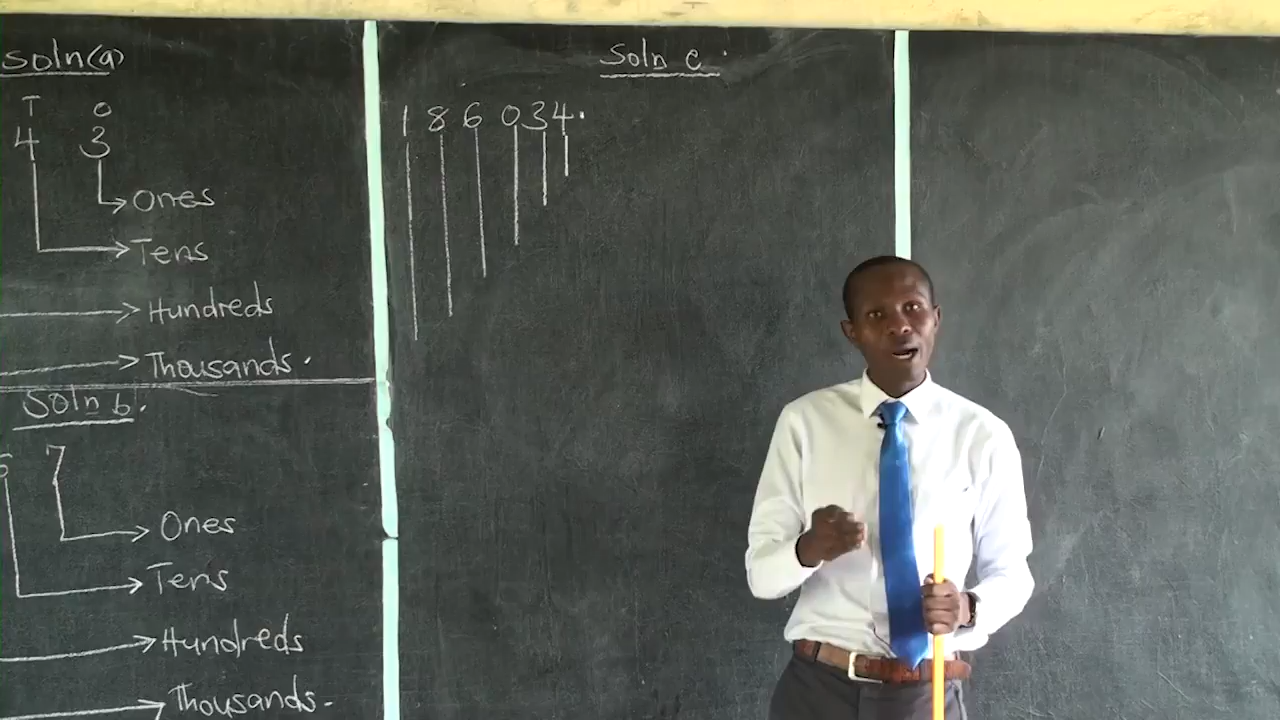 Soln(a)
T O
4 3
Ones
Tens
Hundreds
Thousands.
Soln b.
7
Ones
Tens
Hundreds
Thousands.
Soln c.
1 8 6 0 3 4.